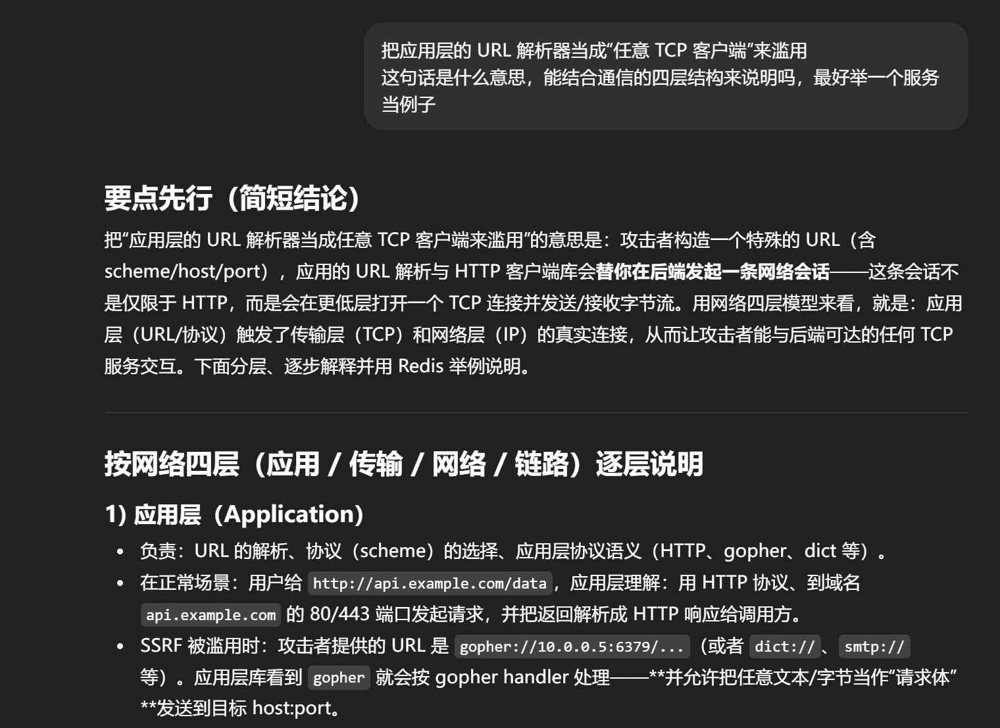 把应用层的 URL 解析器当成“任意 TCP 客户端”来滥用
这句话是什么意思，能结合通信的四层结构来说明吗，最好举一个服务
当例子
要点先行（简短结论）
把“应用层的 URL 解析器当成任意 TCP 客户端来滥用”的意思是：攻击者构造一个特殊的 URL（含
scheme/host/port），应用的 URL 解析与 HTTP 客户端库会替你在后端发起一条网络会话——这条会话不
是仅限于 HTTP，而是会在更低层打开一个 TCP 连接并发送/接收字节流。用网络四层模型来看，就是：应用
层（URL/协议）触发了传输层（TCP）和网络层（IP）的真实连接，从而让攻击者能与后端可达的任何 TCP
服务交互。下面分层、逐步解释并用 Redis 举例说明。
按网络四层（应用 / 传输 / 网络 / 链路）逐层说明
1) 应用层（Application）
• 负责：URL 的解析、协议（scheme）的选择、应用层协议语义（HTTP、gopher、dict 等）。
• 在正常场景：用户给 http://api.example.com/data，应用层理解：用 HTTP 协议、到域名
api.example.com 的 80/443 端口发起请求，并把返回解析成 HTTP 响应给调用方。
• SSRF 被滥用时：攻击者提供的 URL 是 gopher://10.0.0.5:6379/...（或者 dict://、smtp://
等）。应用层库看到 gopher 就会按 gopher handler 处理——**并允许把任意文本/字节当作“请求体”
**发送到目标 host:port。